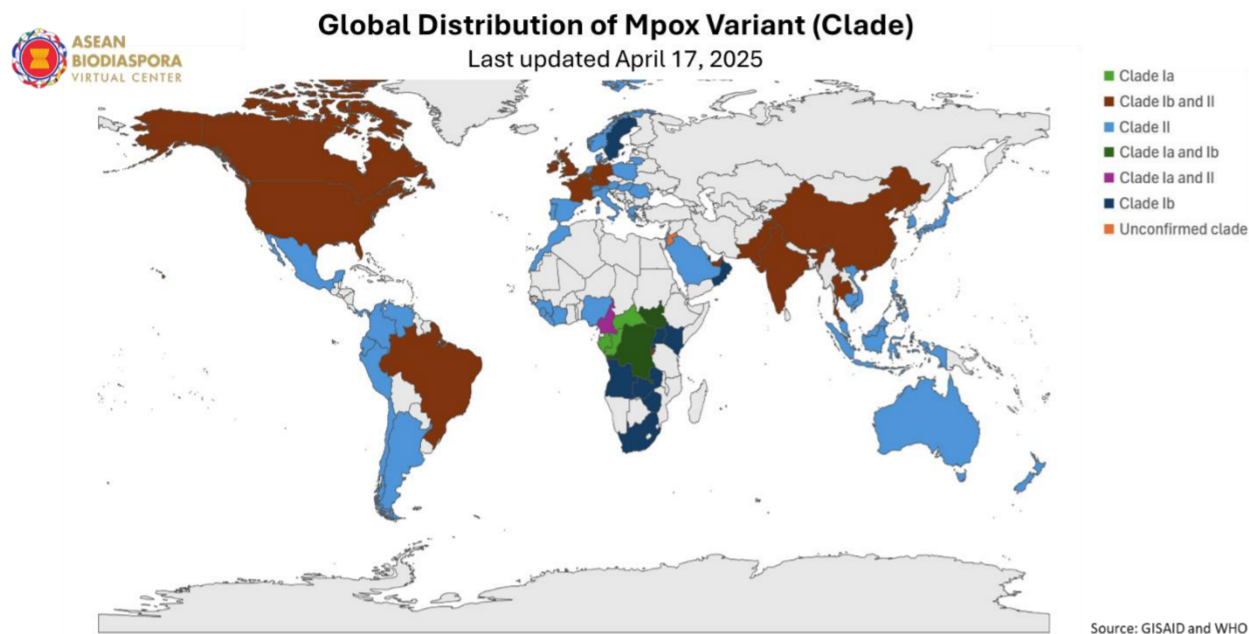 Global Distribution of Mpox Variant (Clade)
Last updated April 17, 2025
ASEAN
BIODIASPORA
VIRTUAL CENTER
Clade Ia
Clade Ib and II
Clade II
Clade Ia and Ib
Clade Ia and II
Clade Ib
Unconfirmed clade
Source: GISAID and WHO